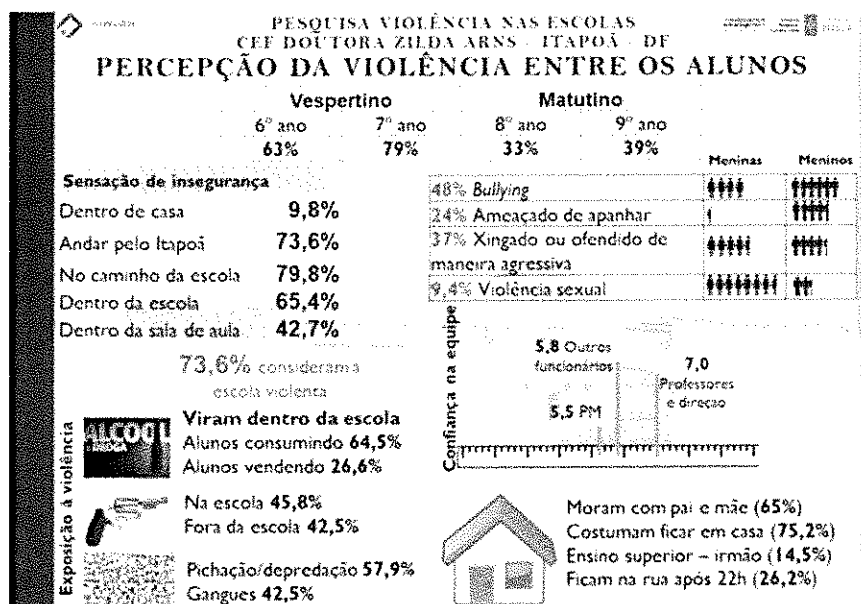 PESQUISA VIOLÊNCIA NAS ESCOLAS
CEF DOUTORA ZILDA ARNS - ITAPOÃ - DF
PERCEPÇÃO DA VIOLÊNCIA ENTRE OS ALUNOS
Vespertino Matutino
6º ano 7º ano 8º ano 9º ano
63% 79% 33% 39%
Sensação de insegurança
Dentro de casa 9,8%
Andar pelo Itapoã 73,6%
No caminho da escola 79,8%
Dentro da escola 65,4%
Dentro da sala de aula 42,7%
73,6% consideram a
escola violenta
Meninas Meninos
48% Bullying
24% Ameaçado de apanhar
37% Xingado ou ofendido de
maneira agressiva
9,4% Violência sexual
Confiança na equipe
5,8 Outros
funcionários
7,0
Professores
e direção
5,5 PM
Exposição à violência
ALCOOL
Viram dentro da escola
Alunos consumindo 64,5%
Alunos vendendo 26,6%
Na escola 45,8%
Fora da escola 42,5%
Pichação/depredação 57,9%
Gangues 42,5%
Moram com pai e mãe (65%)
Costumam ficar em casa (75,2%)
Ensino superior – irmão (14,5%)
Ficam na rua após 22h (26,2%)